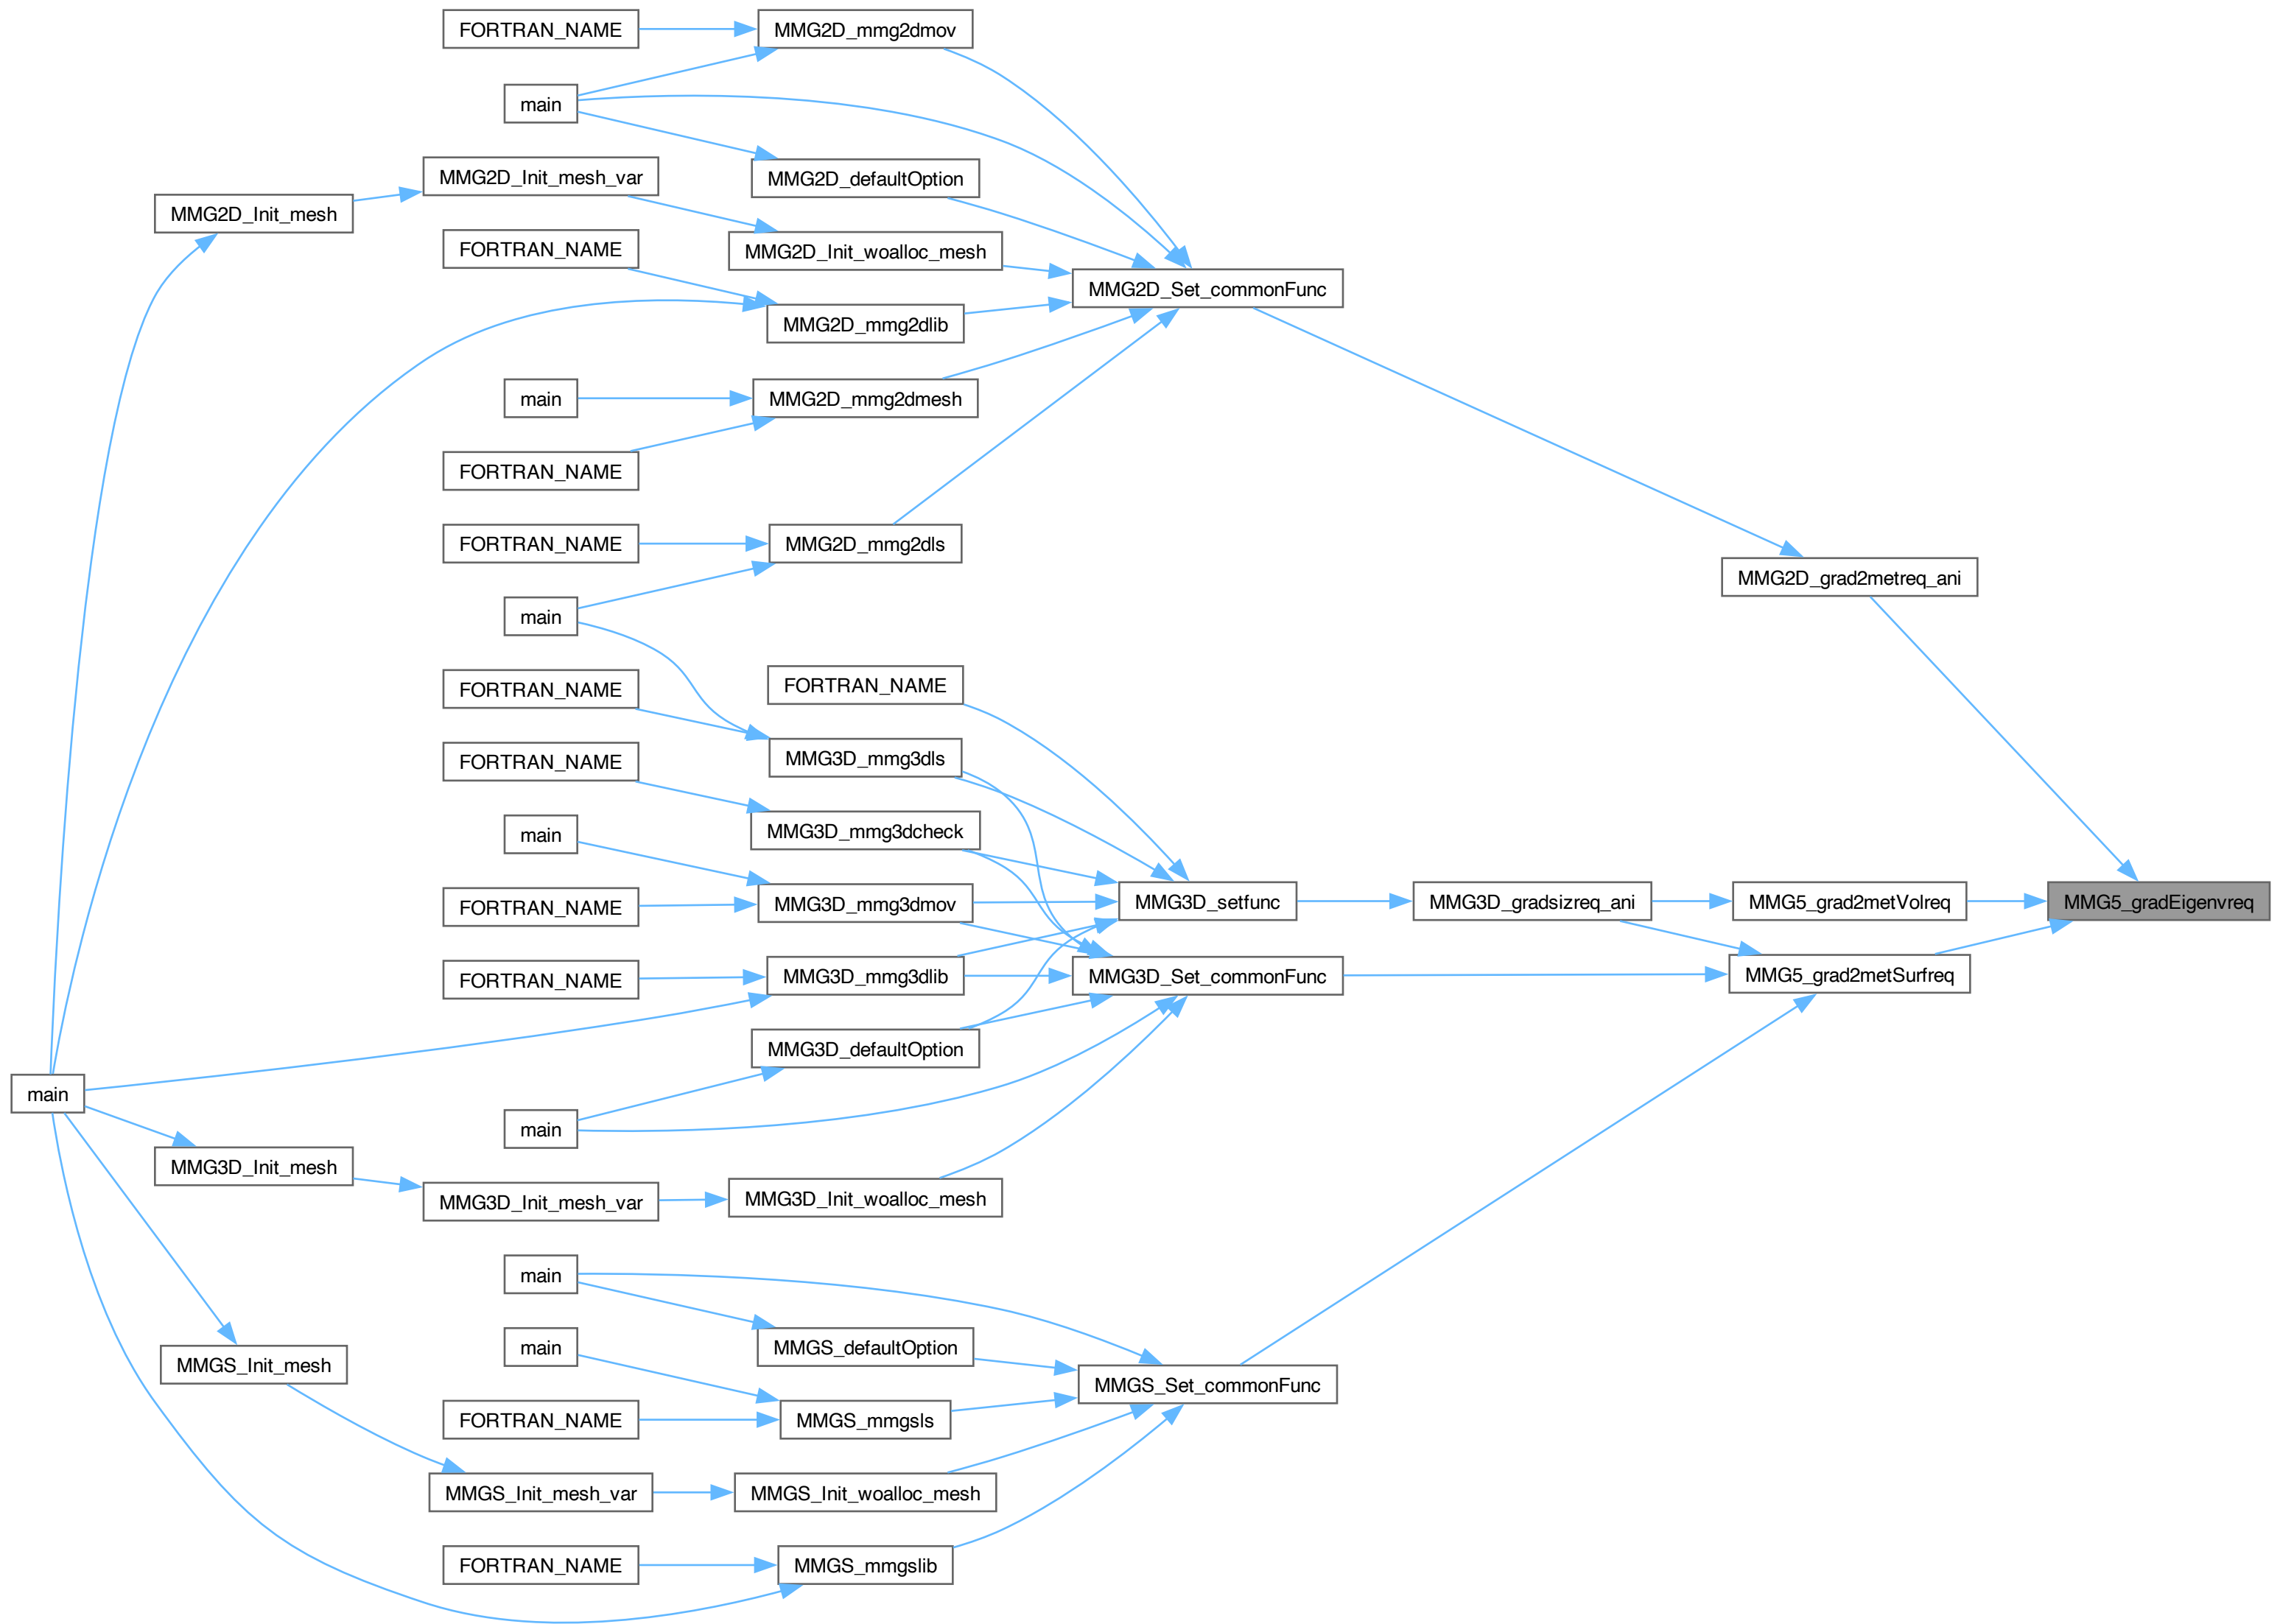 FORTRAN_NAME
MMG2D_mmg2dmov
main
MMG2D_Init_mesh_var
MMG2D_defaultOption
MMG2D_Init_mesh
FORTRAN_NAME
MMG2D_Init_woalloc_mesh
MMG2D_Set_commonFunc
MMG2D_mmg2dlib
main
MMG2D_mmg2dmesh
FORTRAN_NAME
FORTRAN_NAME
MMG2D_mmg2dls
MMG2D_grad2metreq_ani
main
FORTRAN_NAME
FORTRAN_NAME
FORTRAN_NAME
MMG3D_mmg3dls
main
MMG3D_mmg3dcheck
FORTRAN_NAME
MMG3D_mmg3dmov
MMG3D_setfunc
MMG3D_gradsizreq_ani
MMG5_grad2metVolreq
MMG5_gradEigenvreq
FORTRAN_NAME
MMG3D_mmg3dlib
MMG3D_Set_commonFunc
MMG5_grad2metSurfreq
MMG3D_defaultOption
main
main
MMG3D_Init_mesh
MMG3D_Init_mesh_var
MMG3D_Init_woalloc_mesh
main
main
MMGS_defaultOption
MMGS_Init_mesh
MMGS_Set_commonFunc
FORTRAN_NAME
MMGS_mmgsls
MMGS_Init_mesh_var
MMGS_Init_woalloc_mesh
FORTRAN_NAME
MMGS_mmgslib